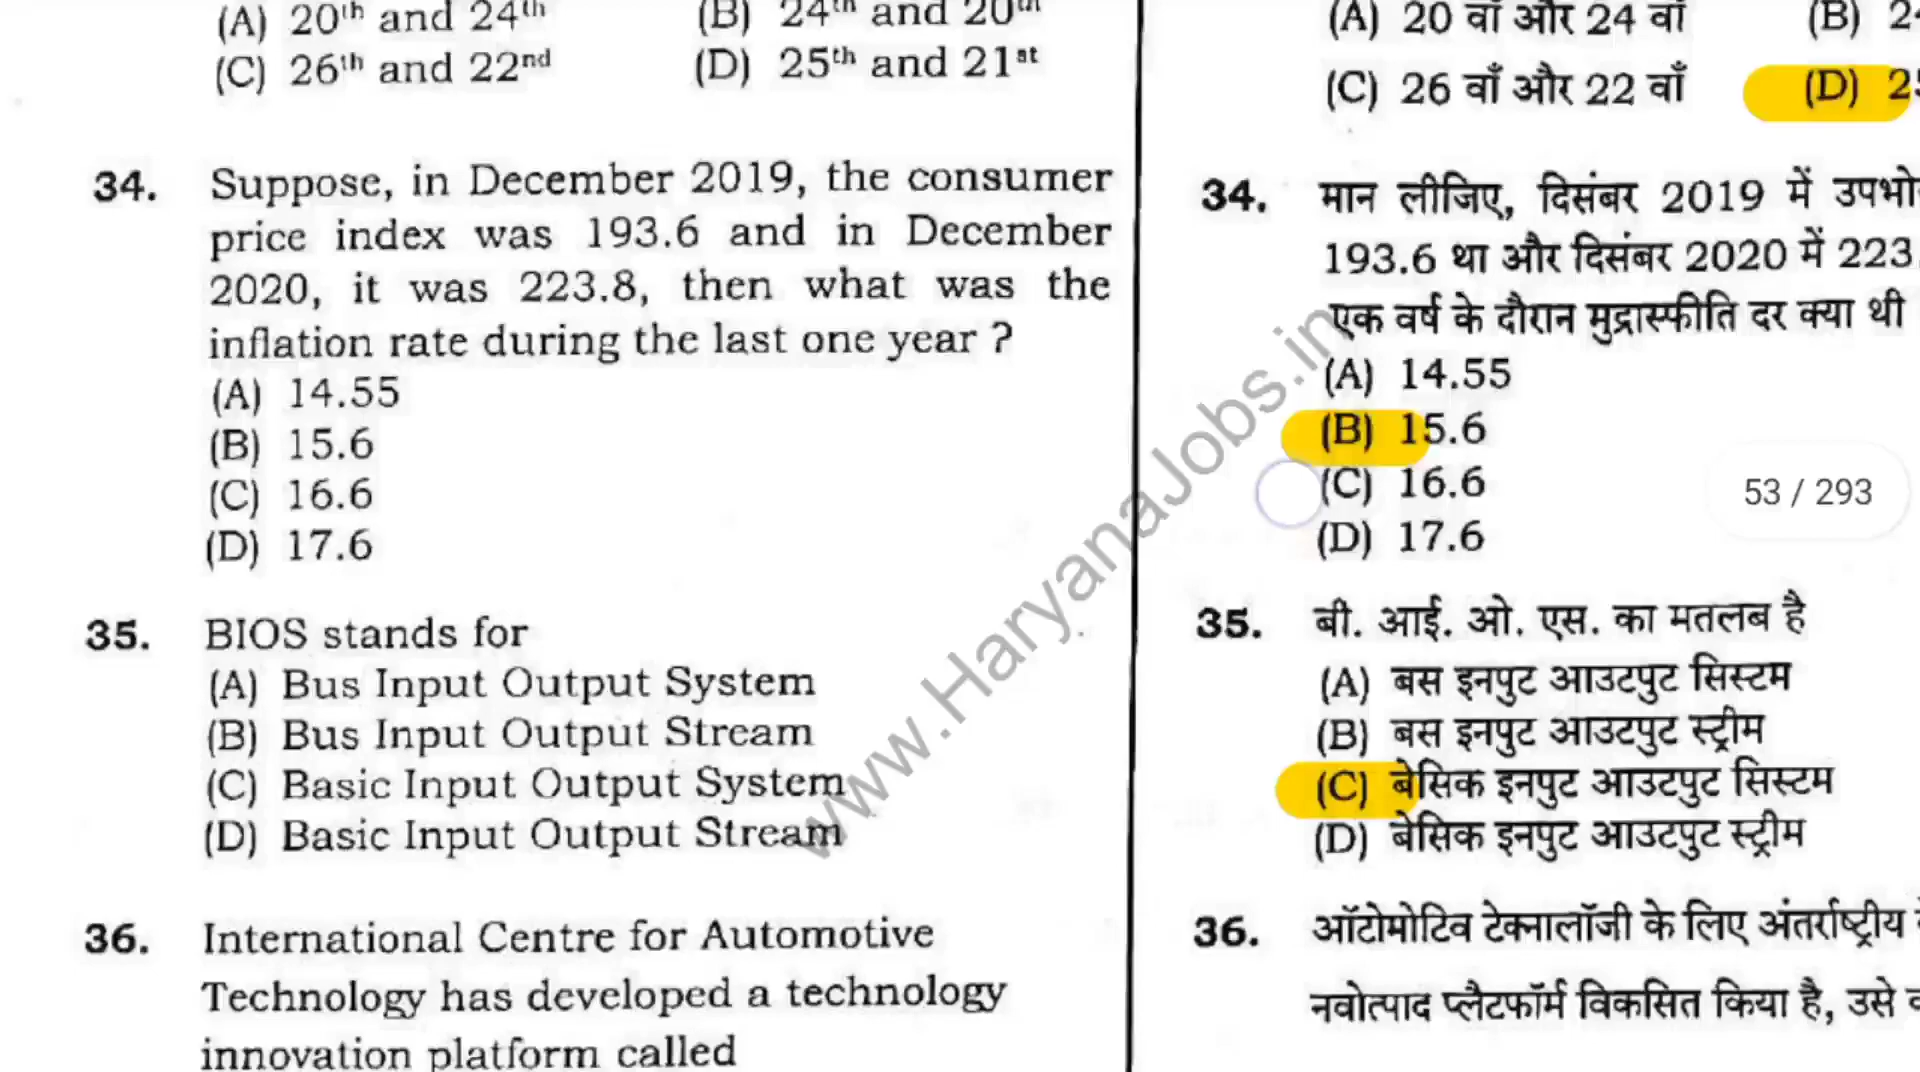 (A) 20th and 24th
(B) 24th and 20th
(C) 26th and 22nd
(D) 25th and 21st
34. Suppose, in December 2019, the consumer
price index was 193.6 and in December
2020, it was 223.8, then what was the
inflation rate during the last one year ?
(A) 14.55
(B) 15.6
(C) 16.6
(D) 17.6
35. BIOS stands for
(A) Bus Input Output System
(B) Bus Input Output Stream
(C) Basic Input Output System
(D) Basic Input Output Stream
36. International Centre for Automotive
Technology has developed a technology
innovation platform called
(A) 20 वाँ और 24 वाँ
(B)
(C) 26 वाँ और 22 वाँ
(D)
34. मान लीजिए, दिसंबर 2019 में
193.6 था और दिसंबर 2020 में 223.
एक वर्ष के दौरान मुद्रास्फीति दर क्या थी
(A) 14.55
(B) 15.6
(C) 16.6
(D) 17.6
53 / 293
35. बी. आई. ओ. एस. का मतलब है
(A) बस इनपुट आउटपुट सिस्टम
(B) बस इनपुट आउटपुट स्ट्रीम
(C) बेसिक इनपुट आउटपुट सिस्टम
(D) बेसिक इनपुट आउटपुट स्ट्रीम
36. ऑटोमोटिव टेक्नालॉजी के लिए अंतर्राष्ट्रीय
नवोत्पाद प्लैटफॉर्म विकसित किया है, उसे
www.HaryanaJobs.in